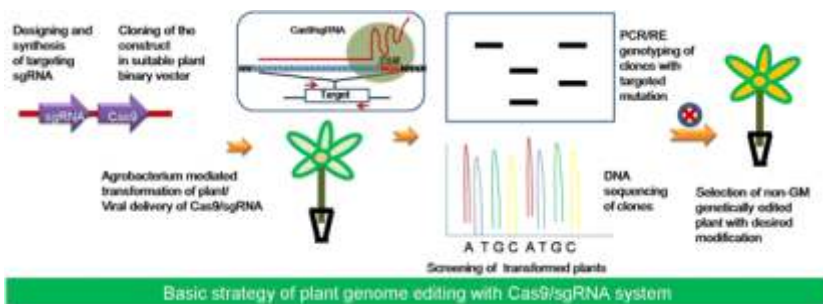 Designing and
synthesis
of targeting
sgRNA
Cloning of the
construct
in suitable plant
binary vector
sgRNA
Cas9
Cas9/sgRNA
Target
Agrobacterium mediated
transformation of plant/
Viral delivery of Cas9/sgRNA
PCR/RE
genotyping of
clones with
targeted
mutation
DNA
sequencing
of clones
A T G C A T G C
Screening of transformed plants
Selection of non-GM
genetically edited
plant with desired
modification
Basic strategy of plant genome editing with Cas9/sgRNA system